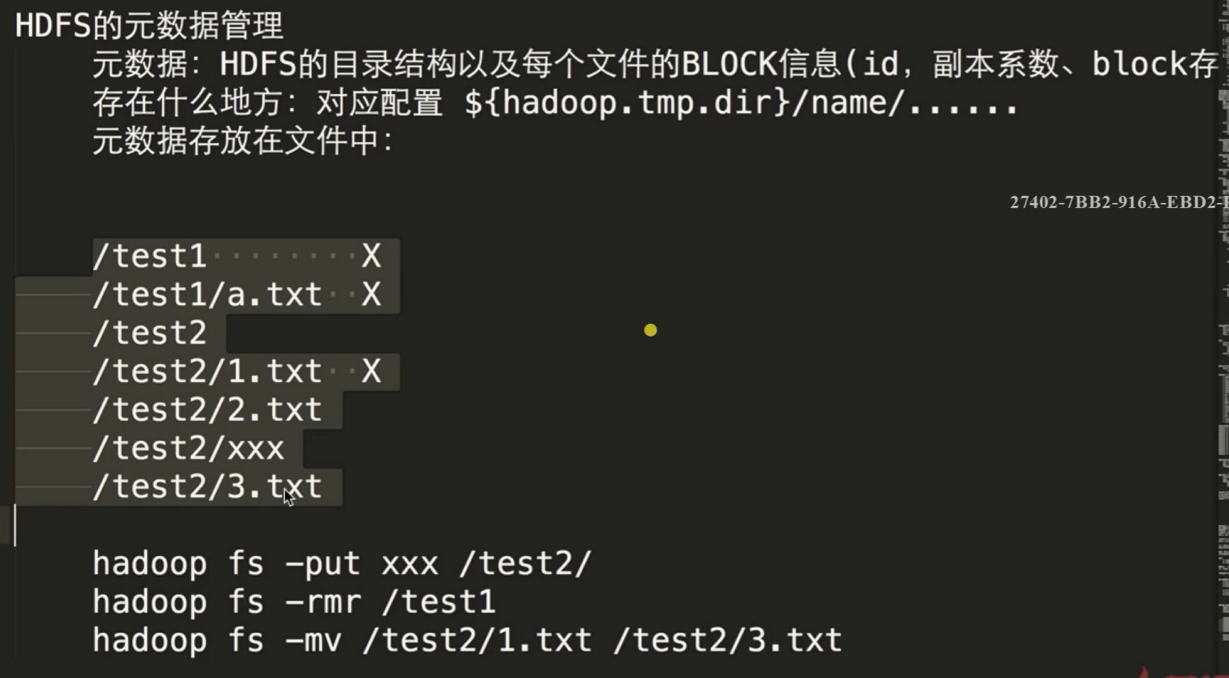 HDFS的元数据管理
元数据：HDFS的目录结构以及每个文件的BLOCK信息(id，副本系数、block存
存在什么地方：对应配置 ${hadoop.tmp.dir}/name/......
元数据存放在文件中：
27402-7BB2-916A-EBD2-
/test1 X
/test1/a.txt X
/test2
/test2/1.txt X
/test2/2.txt
/test2/xxx
/test2/3.txt
hadoop fs -put xxx /test2/
hadoop fs -rmr /test1
hadoop fs -mv /test2/1.txt /test2/3.txt